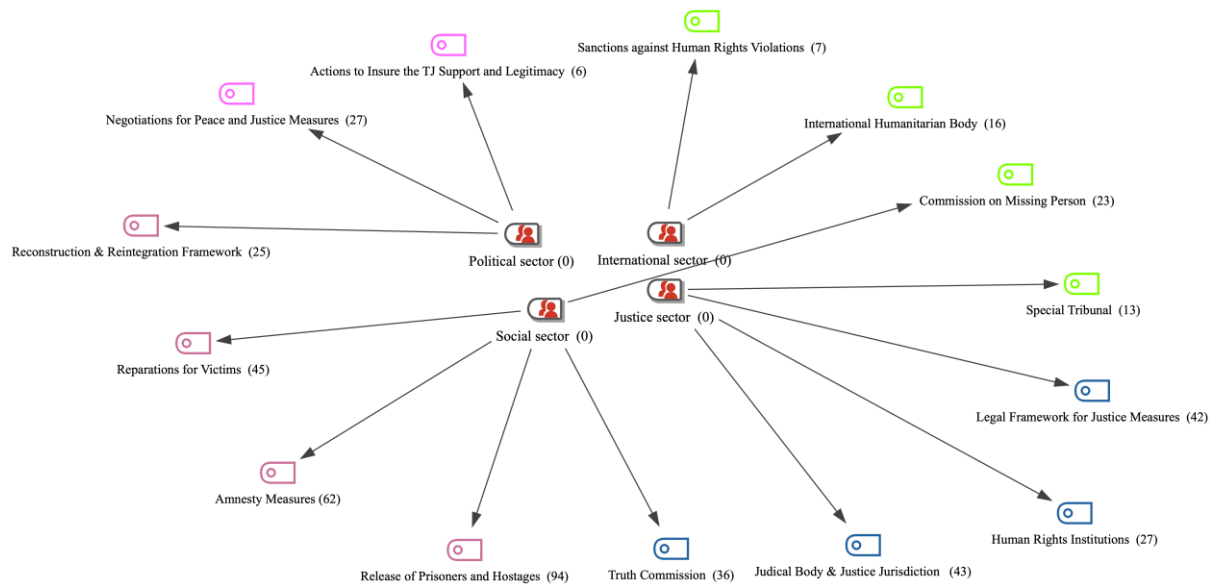 Sanctions against Human Rights Violations (7)
Actions to Insure the TJ Support and Legitimacy (6)
Negotiations for Peace and Justice Measures (27)
International Humanitarian Body (16)
Commission on Missing Person (23)
Reconstruction & Reintegration Framework (25)
Political sector (0)
International sector (0)
Special Tribunal (13)
Justice sector (0)
Social sector (0)
Reparations for Victims (45)
Legal Framework for Justice Measures (42)
Amnesty Measures (62)
Human Rights Institutions (27)
Release of Prisoners and Hostages (94)
Truth Commission (36)
Judical Body & Justice Jurisdiction (43)